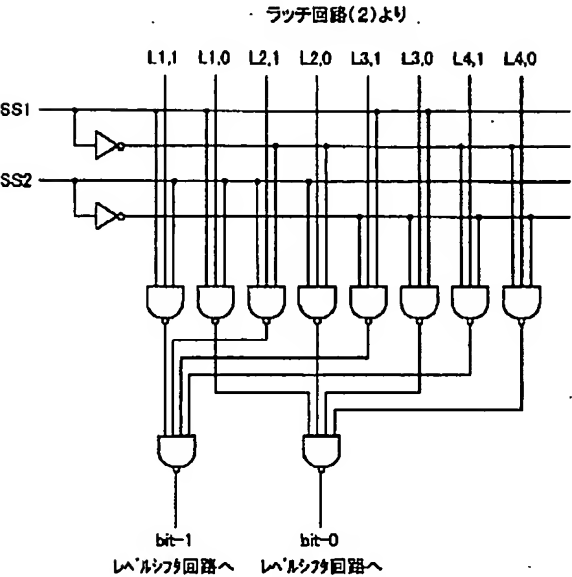 ラッチ回路(2)より
L1,1 L1,0 L2,1 L2,0 L3,1 L3,0 L4,1 L4,0
SS1
SS2
bit-1 bit-0
レベルシフタ回路へ レベルシフタ回路へ